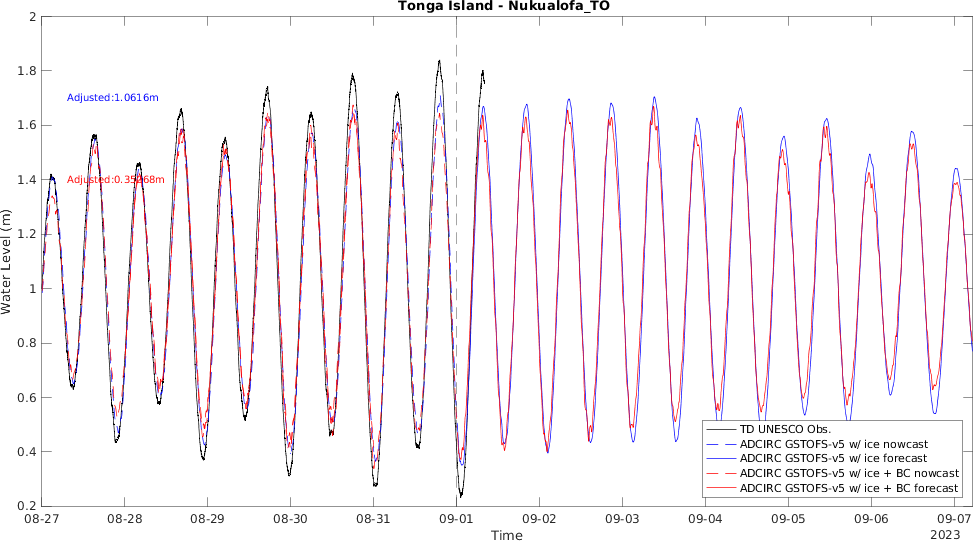 Tonga Island - Nukualofa_TO
2
1.8
1.6
1.4
1.2
1
0.8
0.6
0.4
0.2
Water Level (m)
Adjusted:1.0616m
TD UNESCO Obs.
ADCIRC GSTOFS-v5 w/ ice nowcast
ADCIRC GSTOFS-v5 w/ ice forecast
ADCIRC GSTOFS-v5 w/ ice + BC nowcast
ADCIRC GSTOFS-v5 w/ ice + BC forecast
08-27 08-28 08-29 08-30 08-31 09-01 09-02 09-03 09-04 09-05 09-06 09-07
Time
2023